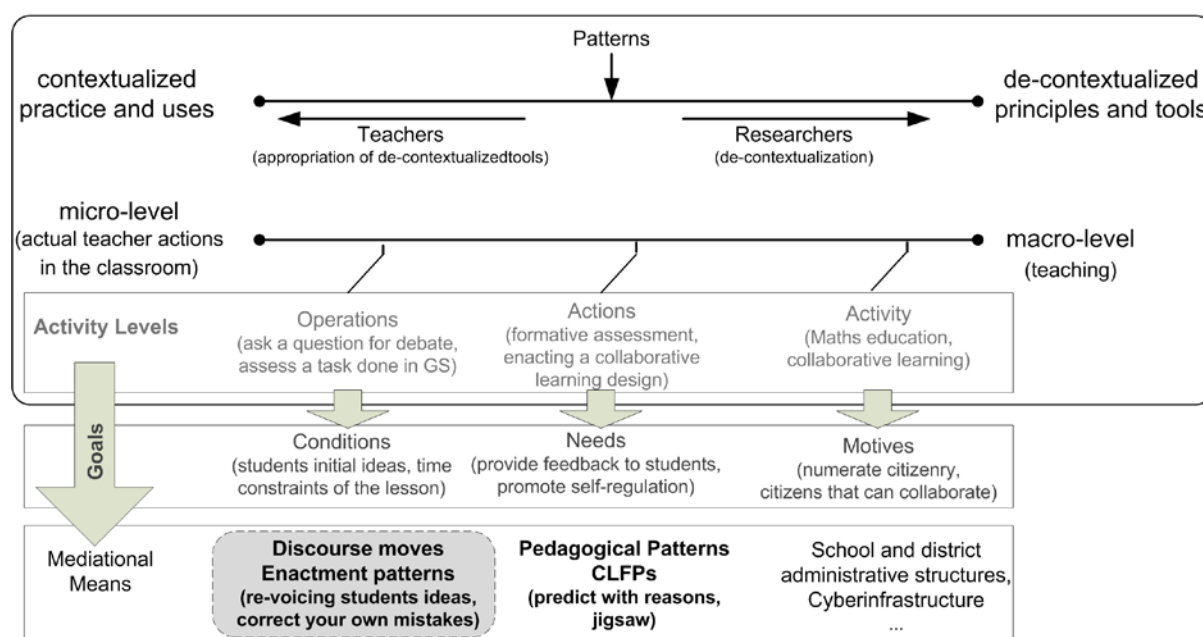 Patterns
contextualized
practice and uses
de-contextualized
principles and tools
Teachers
(appropriation of de-contextualizedtools)
Researchers
(de-contextualization)
micro-level
(actual teacher actions
in the classroom)
macro-level
(teaching)
Activity Levels
Operations
(ask a question for debate,
assess a task done in GS)
Actions
(formative assessment,
enacting a collaborative
learning design)
Activity
(Maths education,
collaborative learning)
Goals
Conditions
(students initial ideas, time
constraints of the lesson)
Needs
(provide feedback to students,
promote self-regulation)
Motives
(numerate citizenry,
citizens that can collaborate)
Mediational
Means
Discourse moves
Enactment patterns
(re-voicing students ideas,
correct your own mistakes)
Pedagogical Patterns
CLFPs
(predict with reasons,
jigsaw)
School and district
administrative structures,
Cyberinfrastructure
...